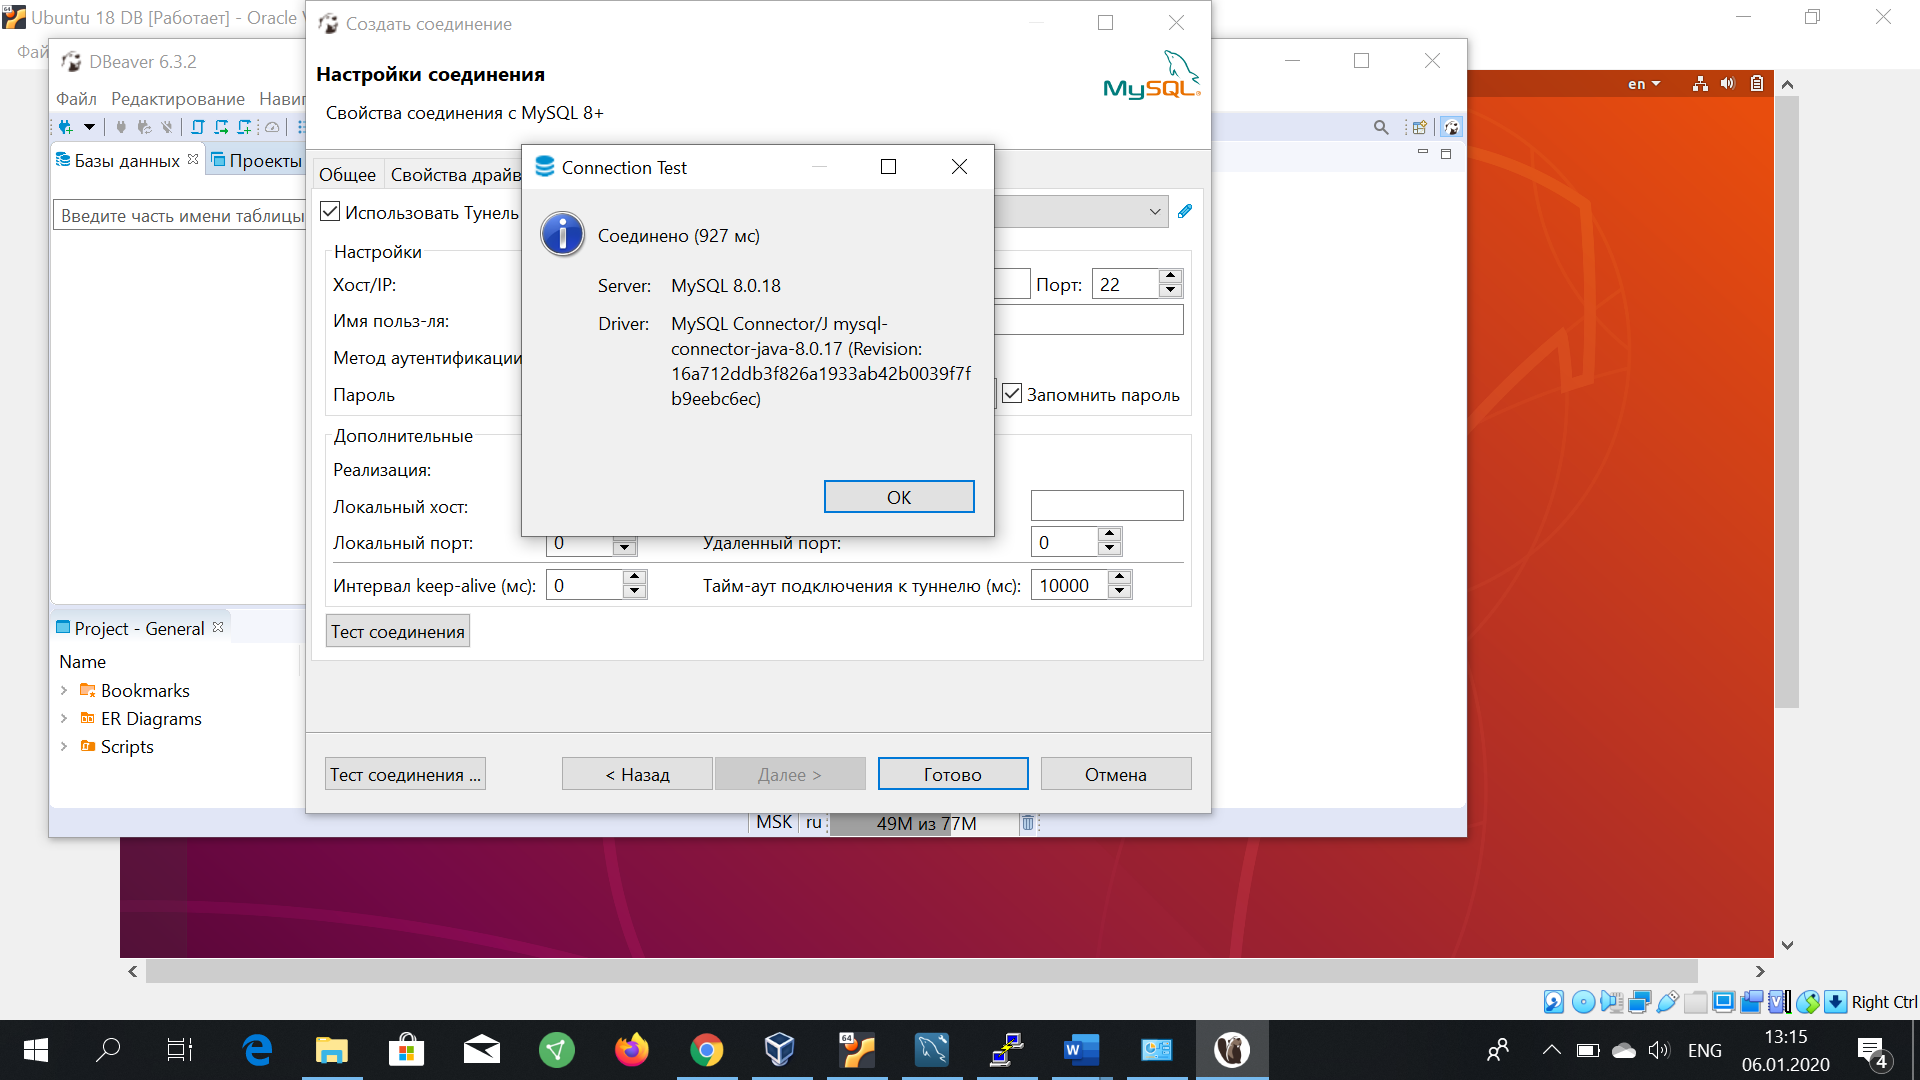 Ubuntu 18 DB [Работает] - Oracle
Фай
DBeaver 6.3.2
Файл Редактирование Нави
Базы данных
Проекты
Введите часть имени таблицы
Project - General
Name
Bookmarks
ER Diagrams
Scripts
Создать соединение
Настройки соединения
Свойства соединения с MySQL 8+
MySQL
Общее
Свойства драйв
Использовать Тунель
Настройки
Хост/IP:
Порт: 22
Имя польз-ля:
Метод аутентификации
Пароль
Запомнить пароль
Дополнительные
Реализация:
Локальный хост:
Локальный порт: 0
Удаленный порт: 0
Интервал keep-alive (мс): 0
Тайм-аут подключения к туннелю (мс): 10000
Тест соединения
Тест соединения ...
< Назад
Далее >
Готово
Отмена
Connection Test
Соединено (927 мс)
Server: MySQL 8.0.18
Driver: MySQL Connector/J mysql-
connector-java-8.0.17 (Revision:
16a712ddb3f826a1933ab42b0039f7f
b9eebc6ec)
OK
MSK
ru
49M из 77M
en
Right Ctrl
64
ENG
13:15
06.01.2020
4